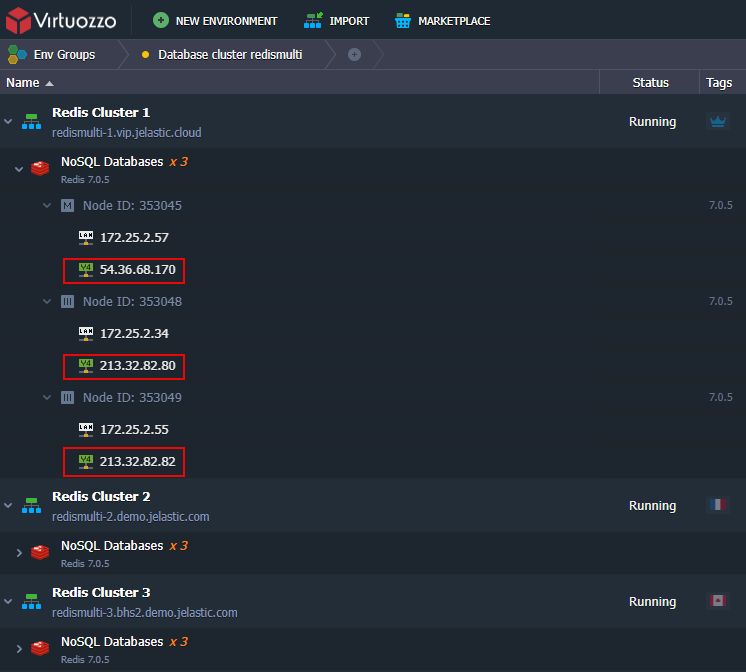 Virtuozzo NEW ENVIRONMENT IMPORT MARKETPLACE
Env Groups Database cluster redismulti
Name Status Tags
Redis Cluster 1
redismulti-1.vip.jelastic.cloud
Running
NoSQL Databases x 3
Redis 7.0.5
M Node ID: 353045 7.0.5
LAN 172.25.2.57
V4 54.36.68.170
Node ID: 353048 7.0.5
LAN 172.25.2.34
V4 213.32.82.80
Node ID: 353049 7.0.5
LAN 172.25.2.55
V4 213.32.82.82
Redis Cluster 2
redismulti-2.demo.jelastic.com
Running
NoSQL Databases x 3
Redis 7.0.5
Redis Cluster 3
redismulti-3.bhs2.demo.jelastic.com
Running
NoSQL Databases x 3
Redis 7.0.5